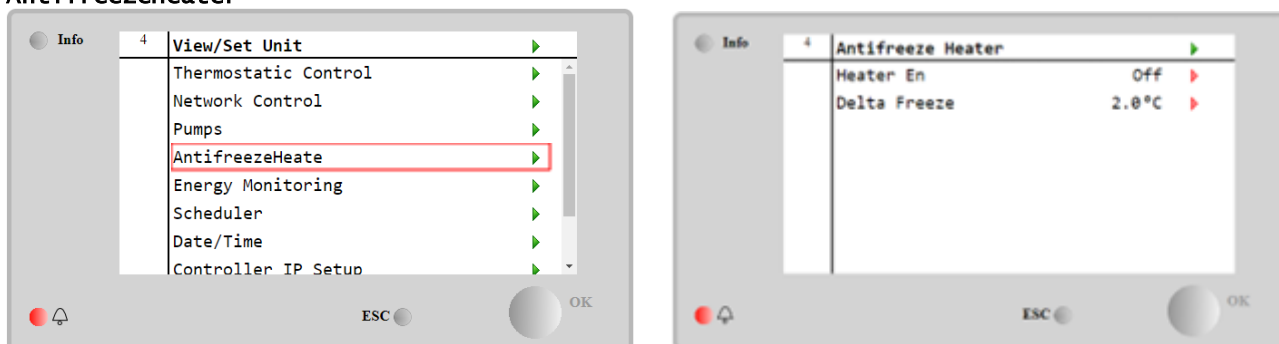 AntifreezeHeater
Info
4
View/Set Unit
Thermostatic Control
Network Control
Pumps
AntifreezeHeate
Energy Monitoring
Scheduler
Date/Time
Controller IP Setup
ESC
OK
Info
4
Antifreeze Heater
Heater En Off
Delta Freeze 2.0°C
ESC
OK